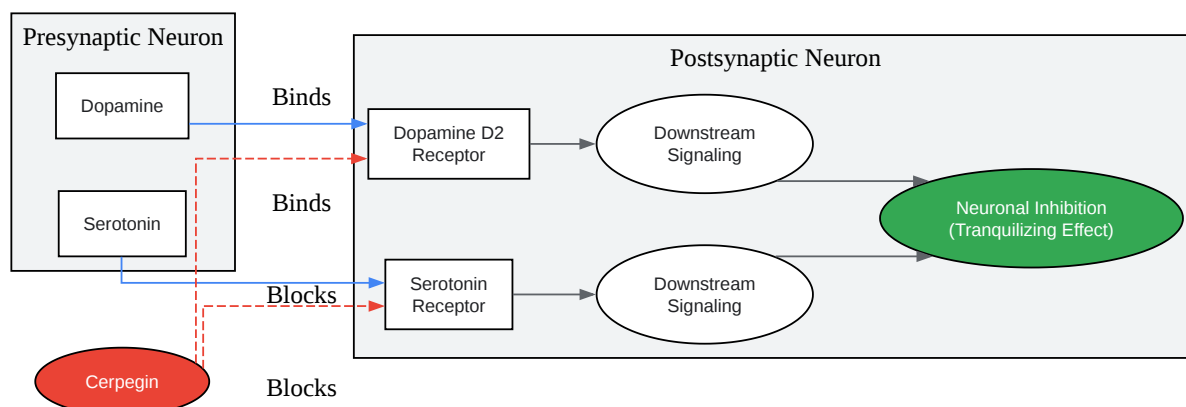 Presynaptic Neuron
Postsynaptic Neuron
Dopamine
Binds
Dopamine D2
Receptor
Downstream
Signaling
Binds
Serotonin
Neuronal Inhibition
(Tranquilizing Effect)
Blocks
Serotonin
Receptor
Downstream
Signaling
Cerpegin
Blocks